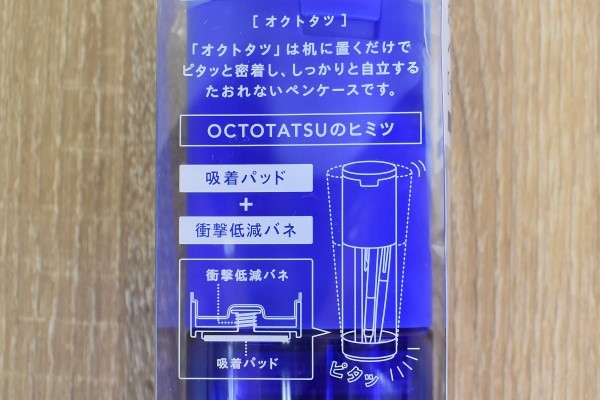 ［オクトタツ］
「オクトタツ」は机に置くだけで
ピタッと密着し、しっかりと自立する
たおれないペンケースです。
OCTOTATSUのヒミツ
吸着パッド
+
衝撃低減バネ
衝撃低減バネ
吸着パッド
ピタッ